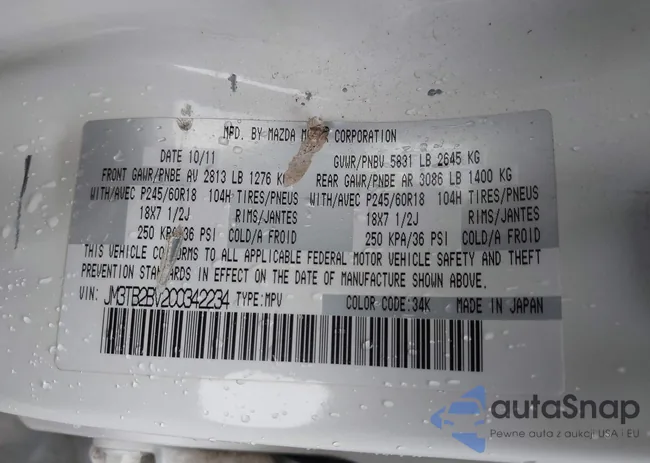 MFD. BY MAZDA MOTOR CORPORATION
DATE 10/11 GVWR/PNBV 5831 LB 2645 KG
FRONT GAWR/PNBE AV 2813 LB 1276 KG REAR GAWR/PNBE AR 3086 LB 1400 KG
WITH/AVEC P245/60R18 104H TIRES/PNEUS WITH/AVEC P245/60R18 104H TIRES/PNEUS
18X7 1/2J RIMS/JANTES 18X7 1/2J RIMS/JANTES
250 KPA/36 PSI COLD/A FROID 250 KPA/36 PSI COLD/A FROID
THIS VEHICLE CONFORMS TO ALL APPLICABLE FEDERAL MOTOR VEHICLE SAFETY AND THEFT
PREVENTION STANDARDS IN EFFECT ON THE DATE OF MANUFACTURE SHOWN ABOVE.
VIN: JM3TB2BV2C0342234 TYPE: MPV COLOR CODE: 34K MADE IN JAPAN
autaSnap
Pewne auta z aukcji USA i EU